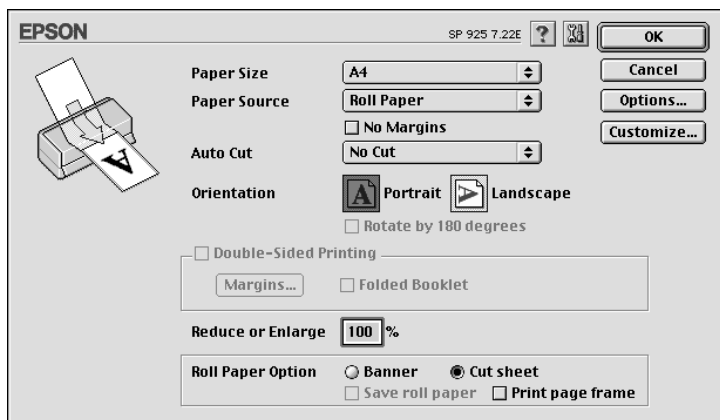 EPSON SP 925 7.22E ? OK
Paper Size A4 Cancel
Paper Source Roll Paper Options...
No Margins Customize...
Auto Cut No Cut
Orientation A Portrait A Landscape
Rotate by 180 degrees
Double-Sided Printing
Margins... Folded Booklet
Reduce or Enlarge 100 %
Roll Paper Option Banner Cut sheet
Save roll paper Print page frame
A